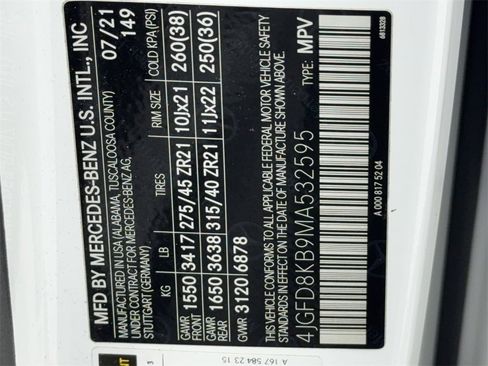 MFD BY MERCEDES-BENZ U.S. INTL., INC
MANUFACTURED IN USA (ALABAMA, TUSCALOOSA COUNTY) 07/21
UNDER CONTRACT FROM MERCEDES-BENZ AG, 149
STUTTGART (GERMANY)
KG LB TIRES RIM SIZE COLD KPA (PSI)
GAWR FRONT 1550 3417 275/45 ZR21 10Jx21 260(38)
GAWR REAR 1650 3638 315/40 ZR21 11Jx22 250(36)
GVWR 3120 6878
THIS VEHICLE CONFORMS TO ALL APPLICABLE FEDERAL MOTOR VEHICLE SAFETY
STANDARDS IN EFFECT ON THE DATE OF MANUFACTURE SHOWN ABOVE.
4JGFD8KB9MA532595 TYPE: MPV
A 000 817 52 04
6813328
A 167 584 23 15